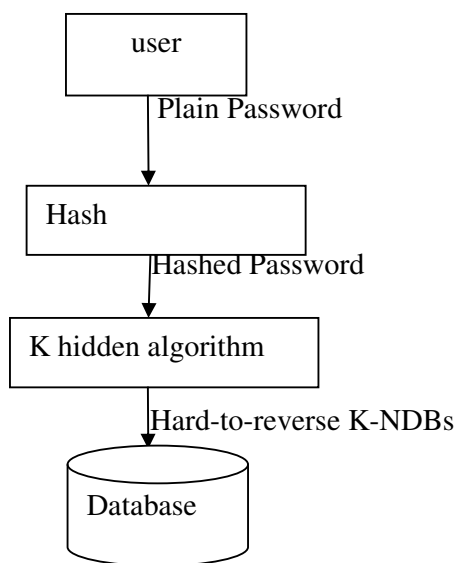 user
Plain Password
Hash
Hashed Password
K hidden algorithm
Hard-to-reverse K-NDBs
Database